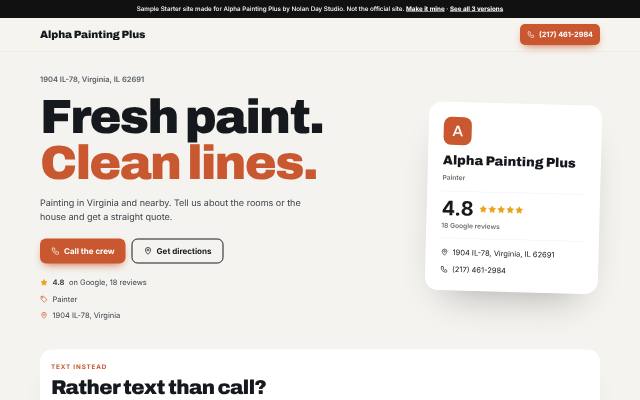 Sample Starter site made for Alpha Painting Plus by Nolan Day Studio. Not the official site. Make it mine · See all 3 versions
Alpha Painting Plus
(217) 461-2984
1904 IL-78, Virginia, IL 62691
Fresh paint.
Clean lines.
Painting in Virginia and nearby. Tell us about the rooms or the
house and get a straight quote.
Call the crew
Get directions
4.8 on Google, 18 reviews
Painter
1904 IL-78, Virginia
A
Alpha Painting Plus
Painter
4.8
18 Google reviews
1904 IL-78, Virginia, IL 62691
(217) 461-2984
TEXT INSTEAD
Rather text than call?